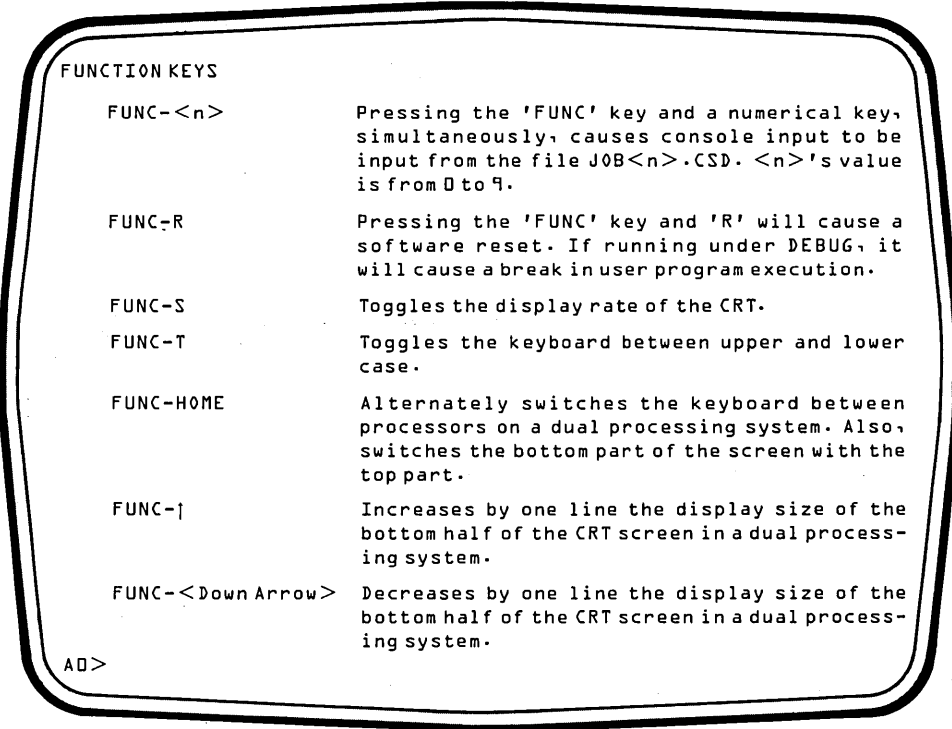 FUNCTION KEYS
FUNC-<n> Pressing the 'FUNC' key and a numerical key,
simultaneously, causes console input to be
input from the file JOB<n>.CSD. <n>'s value
is from 0 to 9.
FUNC-R Pressing the 'FUNC' key and 'R' will cause a
software reset. If running under DEBUG, it
will cause a break in user program execution.
FUNC-S Toggles the display rate of the CRT.
FUNC-T Toggles the keyboard between upper and lower
case.
FUNC-HOME Alternately switches the keyboard between
processors on a dual processing system. Also,
switches the bottom part of the screen with the
top part.
FUNC-↑ Increases by one line the display size of the
bottom half of the CRT screen in a dual process-
ing system.
FUNC-<Down Arrow> Decreases by one line the display size of the
bottom half of the CRT screen in a dual process-
ing system.
A0>